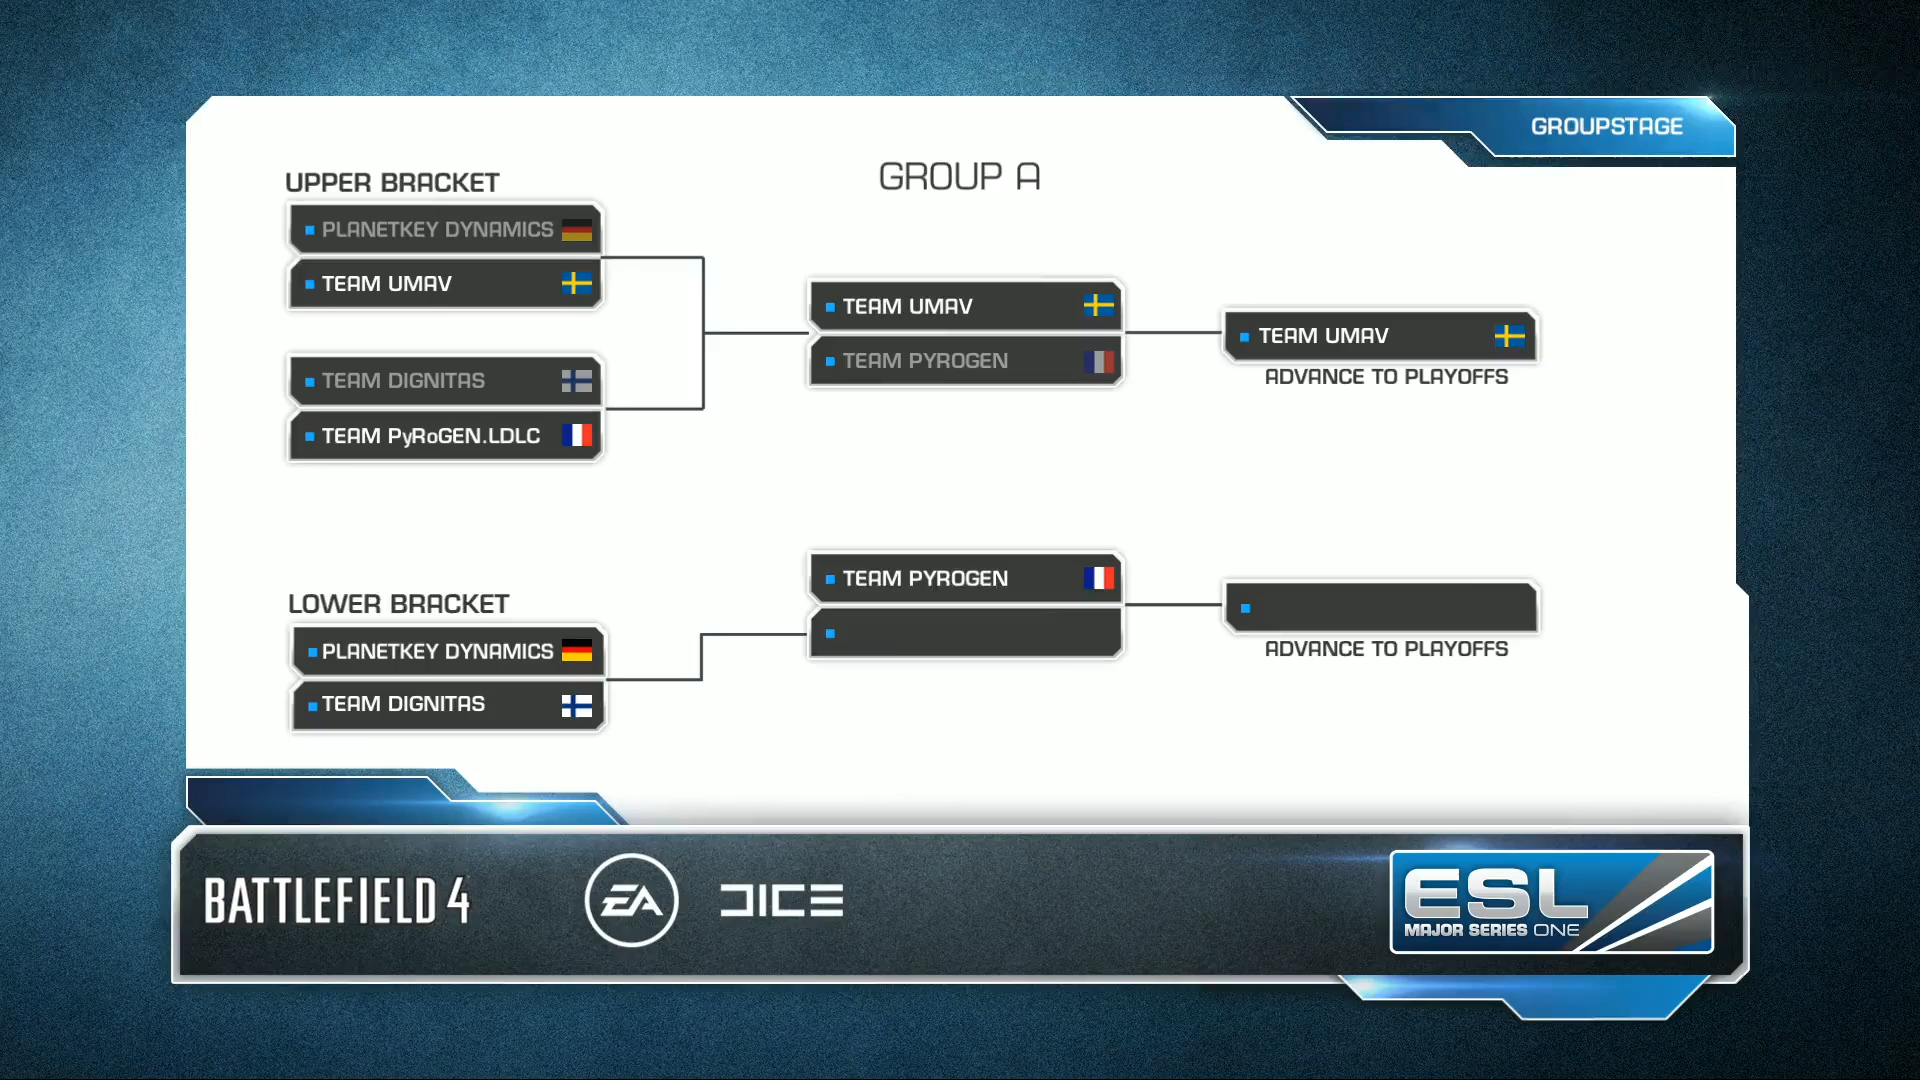 GROUPSTAGE
GROUP A
UPPER BRACKET
PLANETKEY DYNAMICS
TEAM UMAV
TEAM DIGNITAS
TEAM PyRoGEN.LDLC
TEAM UMAV
TEAM PYROGEN
TEAM UMAV
ADVANCE TO PLAYOFFS
LOWER BRACKET
PLANETKEY DYNAMICS
TEAM DIGNITAS
TEAM PYROGEN
ADVANCE TO PLAYOFFS
BATTLEFIELD 4
EA
DICE
ESL
MAJOR SERIES ONE